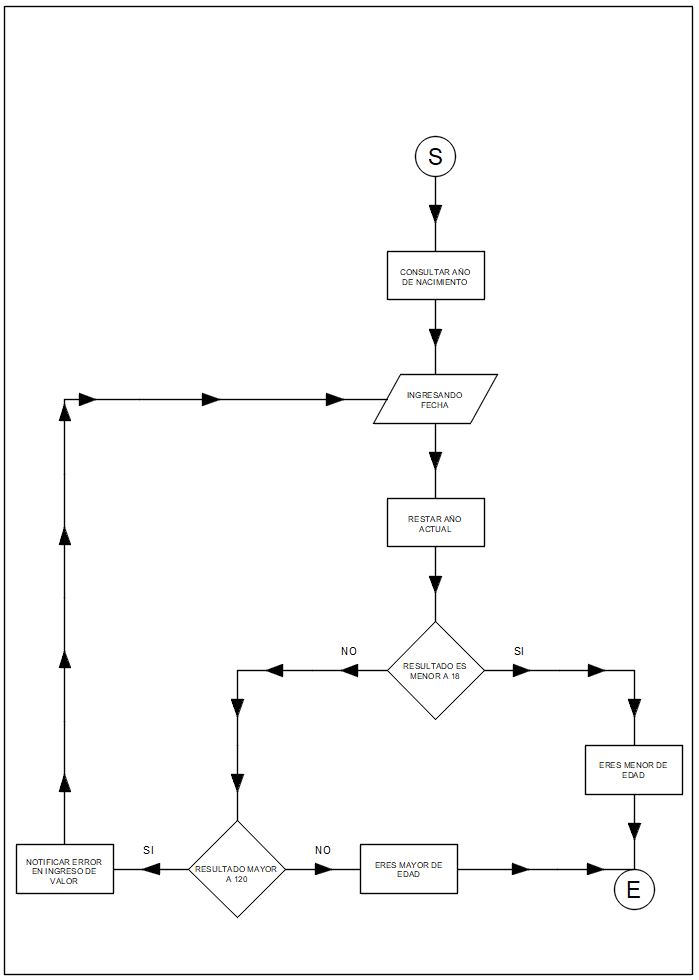 S
CONSULTAR AÑO
DE NACIMIENTO
INGRESANDO
FECHA
RESTAR AÑO
ACTUAL
NO
SI
RESULTADO ES
MENOR A 18
ERES MENOR DE
EDAD
SI
NO
NOTIFICAR ERROR
EN INGRESO DE
VALOR
RESULTADO MAYOR
A 120
ERES MAYOR DE
EDAD
E